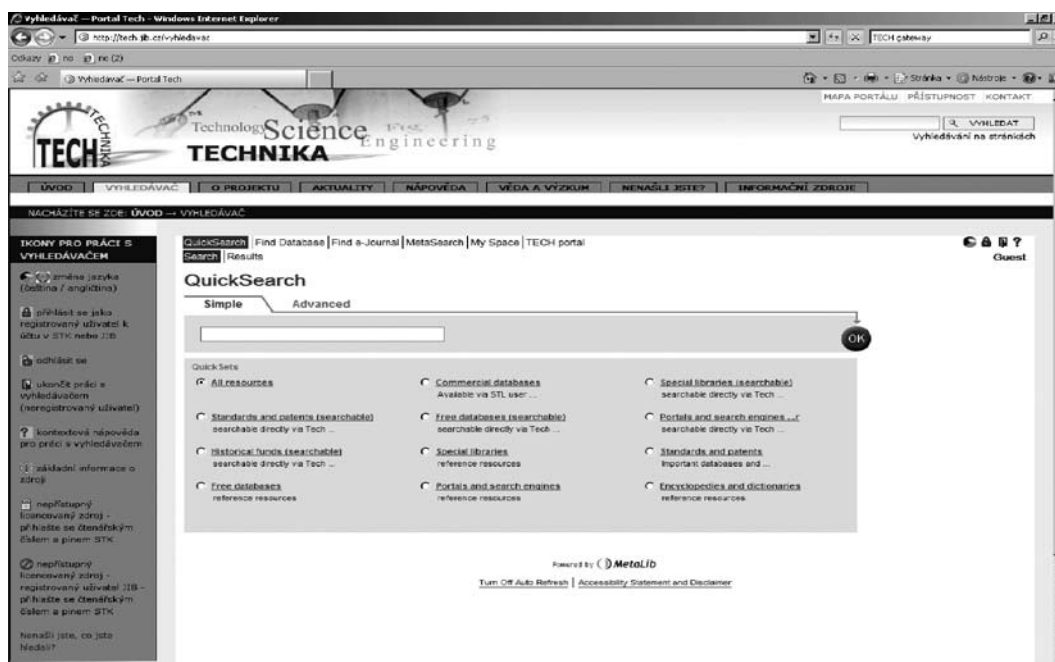 Vyhledávač — Portal Tech - Windows Internet Explorer
http://tech.jib.cz/vyhledavac
TECH gateway
Odkazy no ne (2)
Vyhledávač — Portal Tech
Stránka Nástroje
MAPA PORTÁLU PŘÍSTUPNOST KONTAKT
TECHNIKA
TECH
Technology Science Engineering
TECHNIKA
VYHLEDAT
Vyhledávání na stránkách
ÚVOD VYHLEDÁVAČ O PROJEKTU AKTUALITY NÁPOVĚDA VĚDA A VÝZKUM NENAŠLI JSTE? INFORMAČNÍ ZDROJE
NACHÁZÍTE SE ZDE: ÚVOD → VYHLEDÁVAČ
IKONY PRO PRÁCI S
VYHLEDÁVAČEM
změna jazyka
(čeština / angličtina)
přihlásit se jako
registrovaný uživatel k
účtu v STK nebo JIB
odhlásit se
ukončit práci s
vyhledávačem
(neregistrovaný uživatel)
? kontextová nápověda
pro práci s vyhledávačem
základní informace o
zdroji
nepřístupný
licencovaný zdroj -
přihlašte se čtenářským
číslem a pinem STK
nepřístupný
licencovaný zdroj -
registrovaný uživatel JIB -
přihlašte se čtenářským
číslem a pinem STK
Nenašli jste, co jste
hledali?
QuickSearch | Find Database | Find e-Journal | MetaSearch | My Space | TECH portal
Search | Results
?
Guest
QuickSearch
Simple Advanced
OK
QuickSets
All resources
Commercial databases
Available via STL user ...
Special libraries (searchable)
searchable directly via Tech ...
Standards and patents (searchable)
searchable directly via Tech ...
Free databases (searchable)
searchable directly via Tech ...
Portals and search engines ...r
searchable directly via Tech ...
Historical funds (searchable)
searchable directly via Tech ...
Special libraries
reference resources
Standards and patents
Important databases and ...
Free databases
reference resources
Portals and search engines
reference resources
Encyclopedies and dictionaries
reference resources
Powered by MetaLib
Turn Off Auto Refresh | Accessibility Statement and Disclaimer